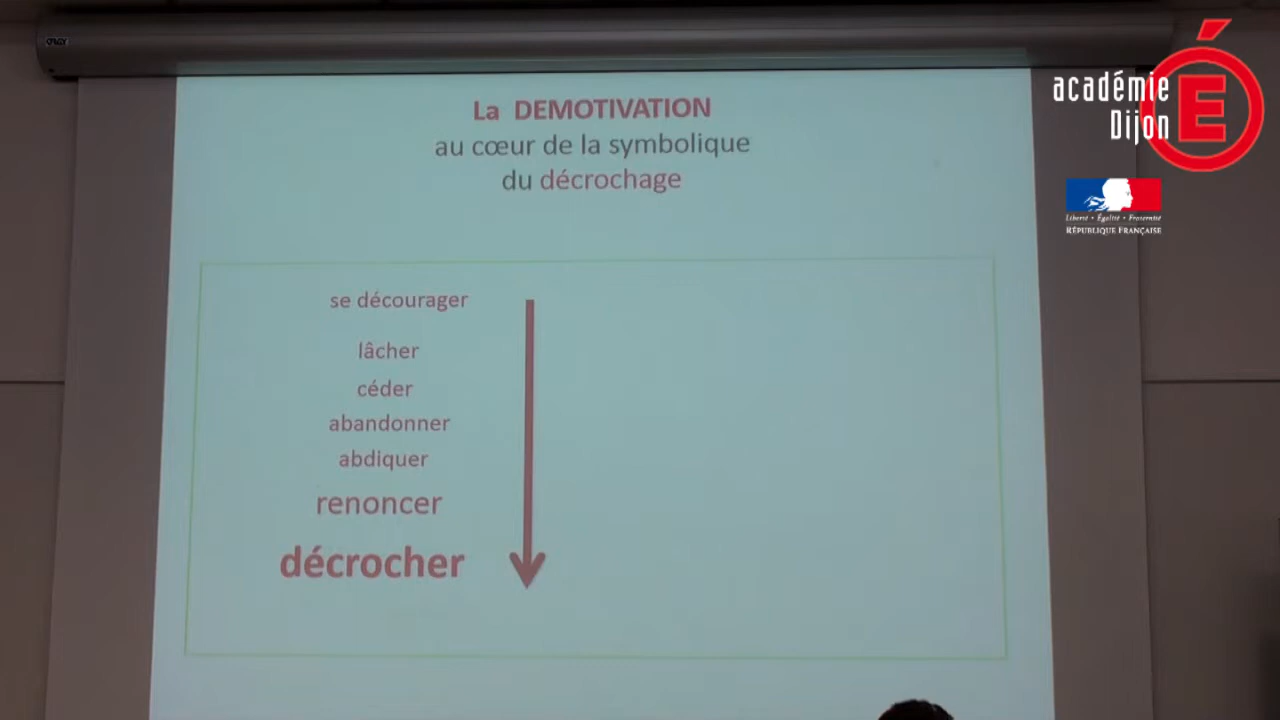 ORAY
La DEMOTIVATION
au cœur de la symbolique
du décrochage
se décourager
lâcher
céder
abandonner
abdiquer
renoncer
décrocher
académie
Dijon
É
Liberté • Égalité • Fraternité
RÉPUBLIQUE FRANÇAISE